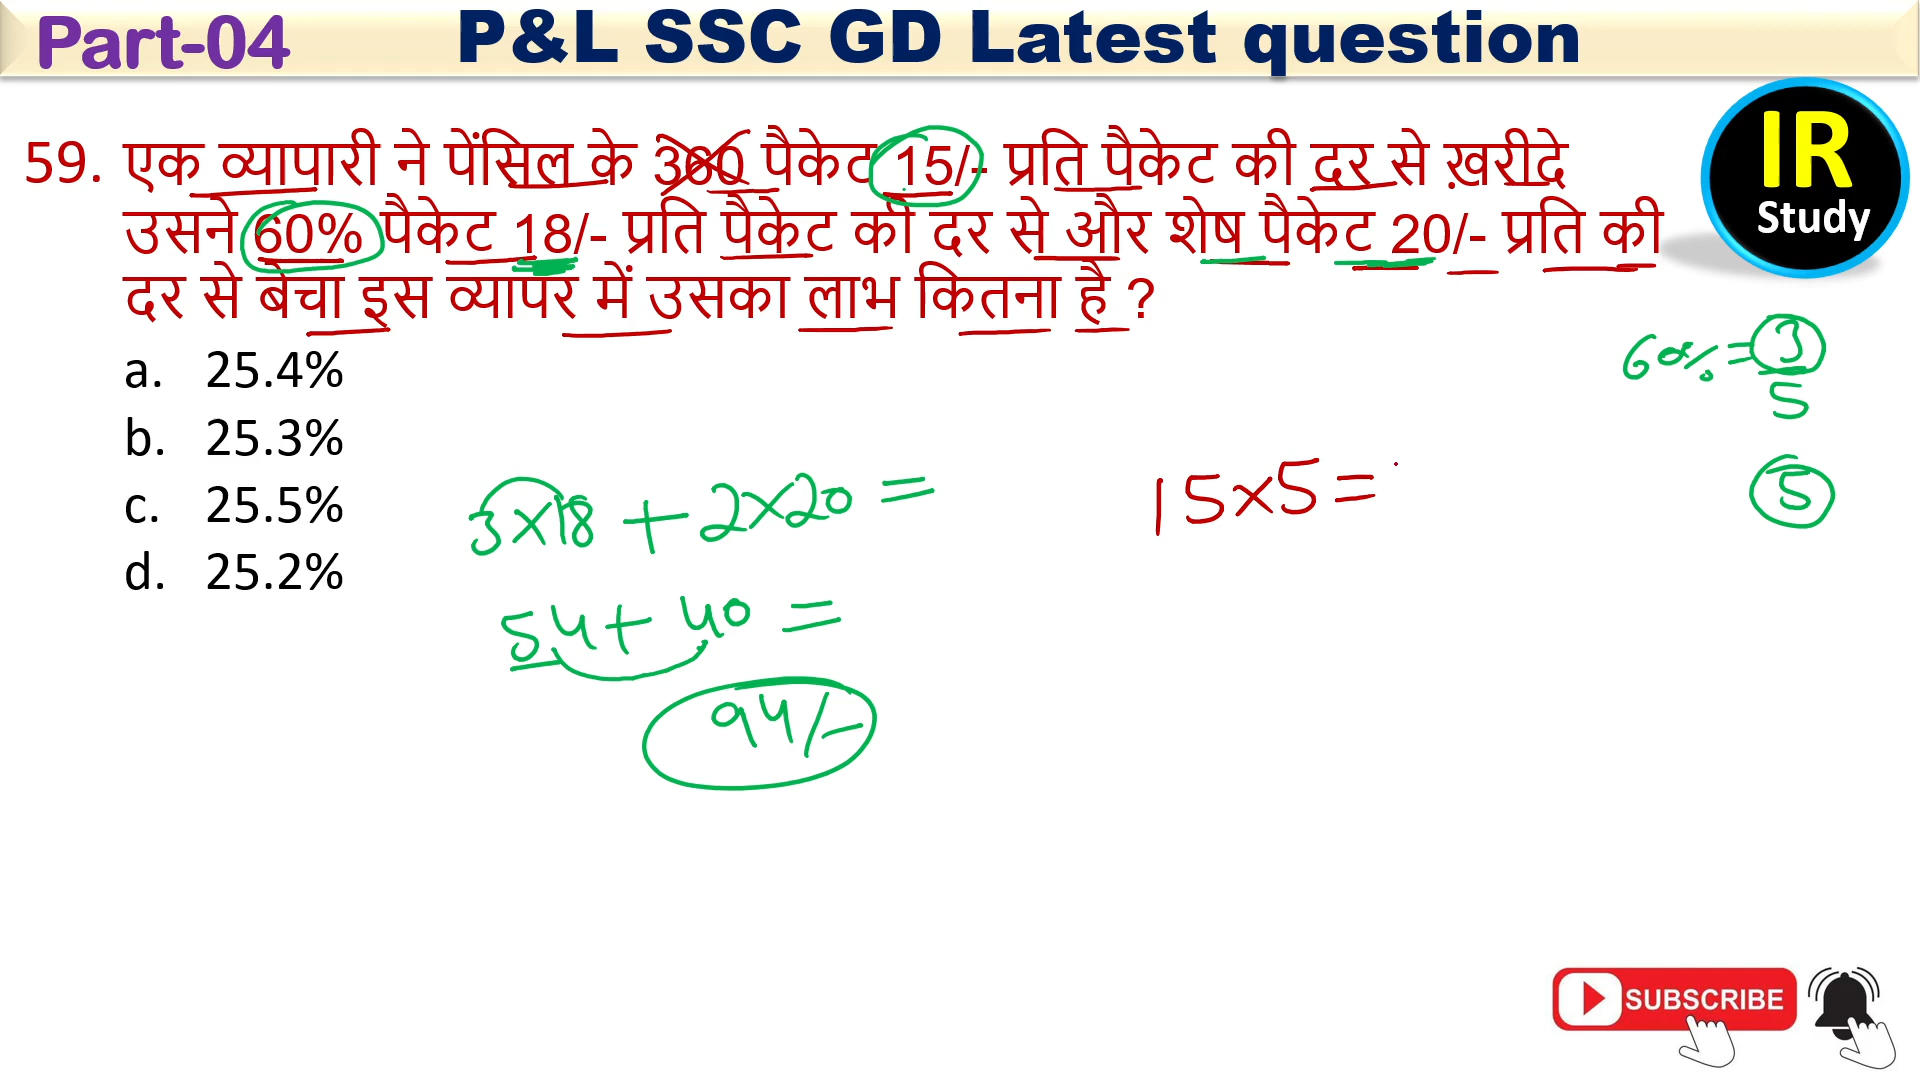 Part-04 P&L SSC GD Latest question
IR
Study
59. एक व्यापारी ने पेंसिल के 360 पैकेट 15/- प्रति पैकेट की दर से ख़रीदे
उसने 60% पैकेट 18/- प्रति पैकेट की दर से और शेष पैकेट 20/- प्रति की
दर से बेचा इस व्यापर में उसका लाभ कितना है ?
a. 25.4%
b. 25.3%
c. 25.5%
d. 25.2%
60% = 3
5
5
3×18 + 2×20 =
15×5 =
54 + 40 =
94/-
SUBSCRIBE